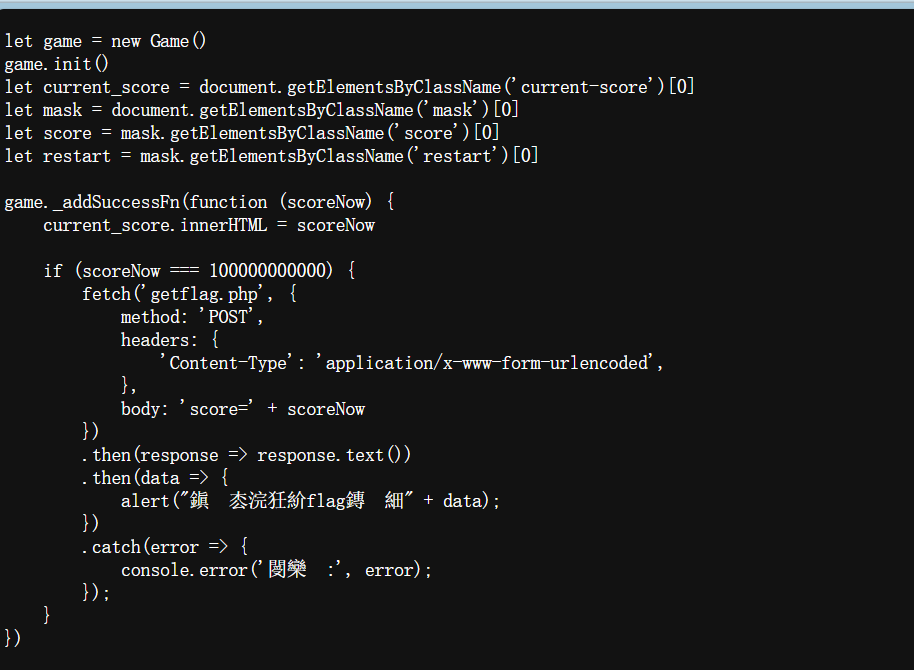 let game = new Game()
game.init()
let current_score = document.getElementsByClassName('current-score')[0]
let mask = document.getElementsByClassName('mask')[0]
let score = mask.getElementsByClassName('score')[0]
let restart = mask.getElementsByClassName('restart')[0]
game._addSuccessFn(function (scoreNow) {
current_score.innerHTML = scoreNow
if (scoreNow === 100000000000) {
fetch('getflag.php', {
method: 'POST',
headers: {
'Content-Type': 'application/x-www-form-urlencoded',
},
body: 'score=' + scoreNow
})
.then(response => response.text())
.then(data => {
alert("鎭 枩浣犴紒flag鏄 細" + data);
})
.catch(error => {
console.error('閿欒 :', error);
});
}
})